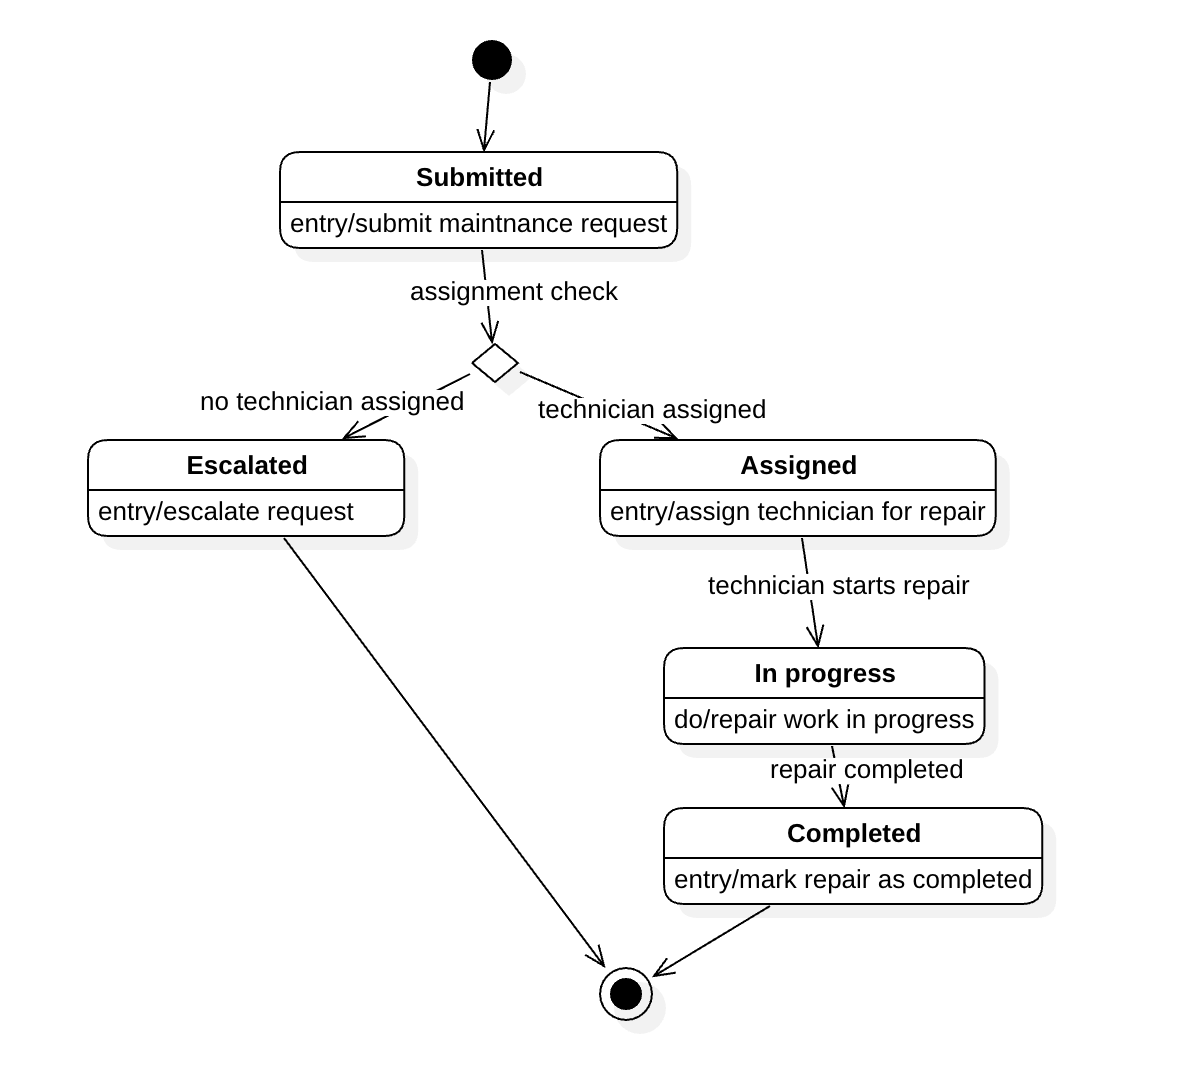 Submitted
entry/submit maintnance request
assignment check
no technician assigned
technician assigned
Escalated
entry/escalate request
Assigned
entry/assign technician for repair
technician starts repair
In progress
do/repair work in progress
repair completed
Completed
entry/mark repair as completed